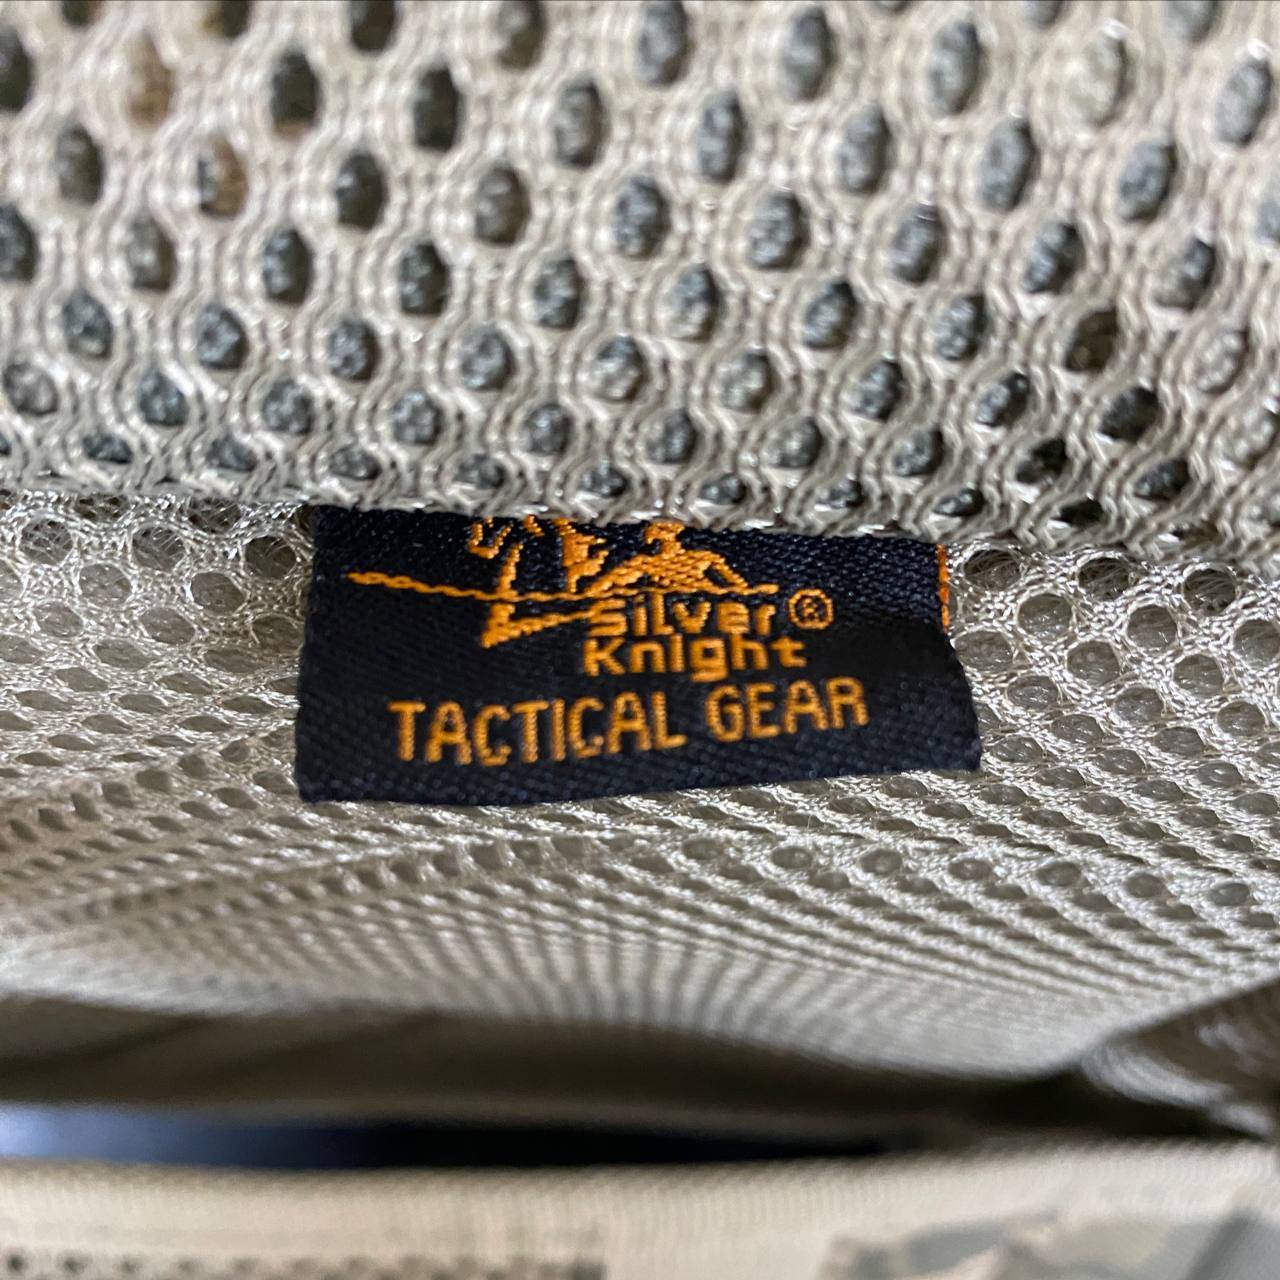 Silver ®
Knight
TACTICAL GEAR